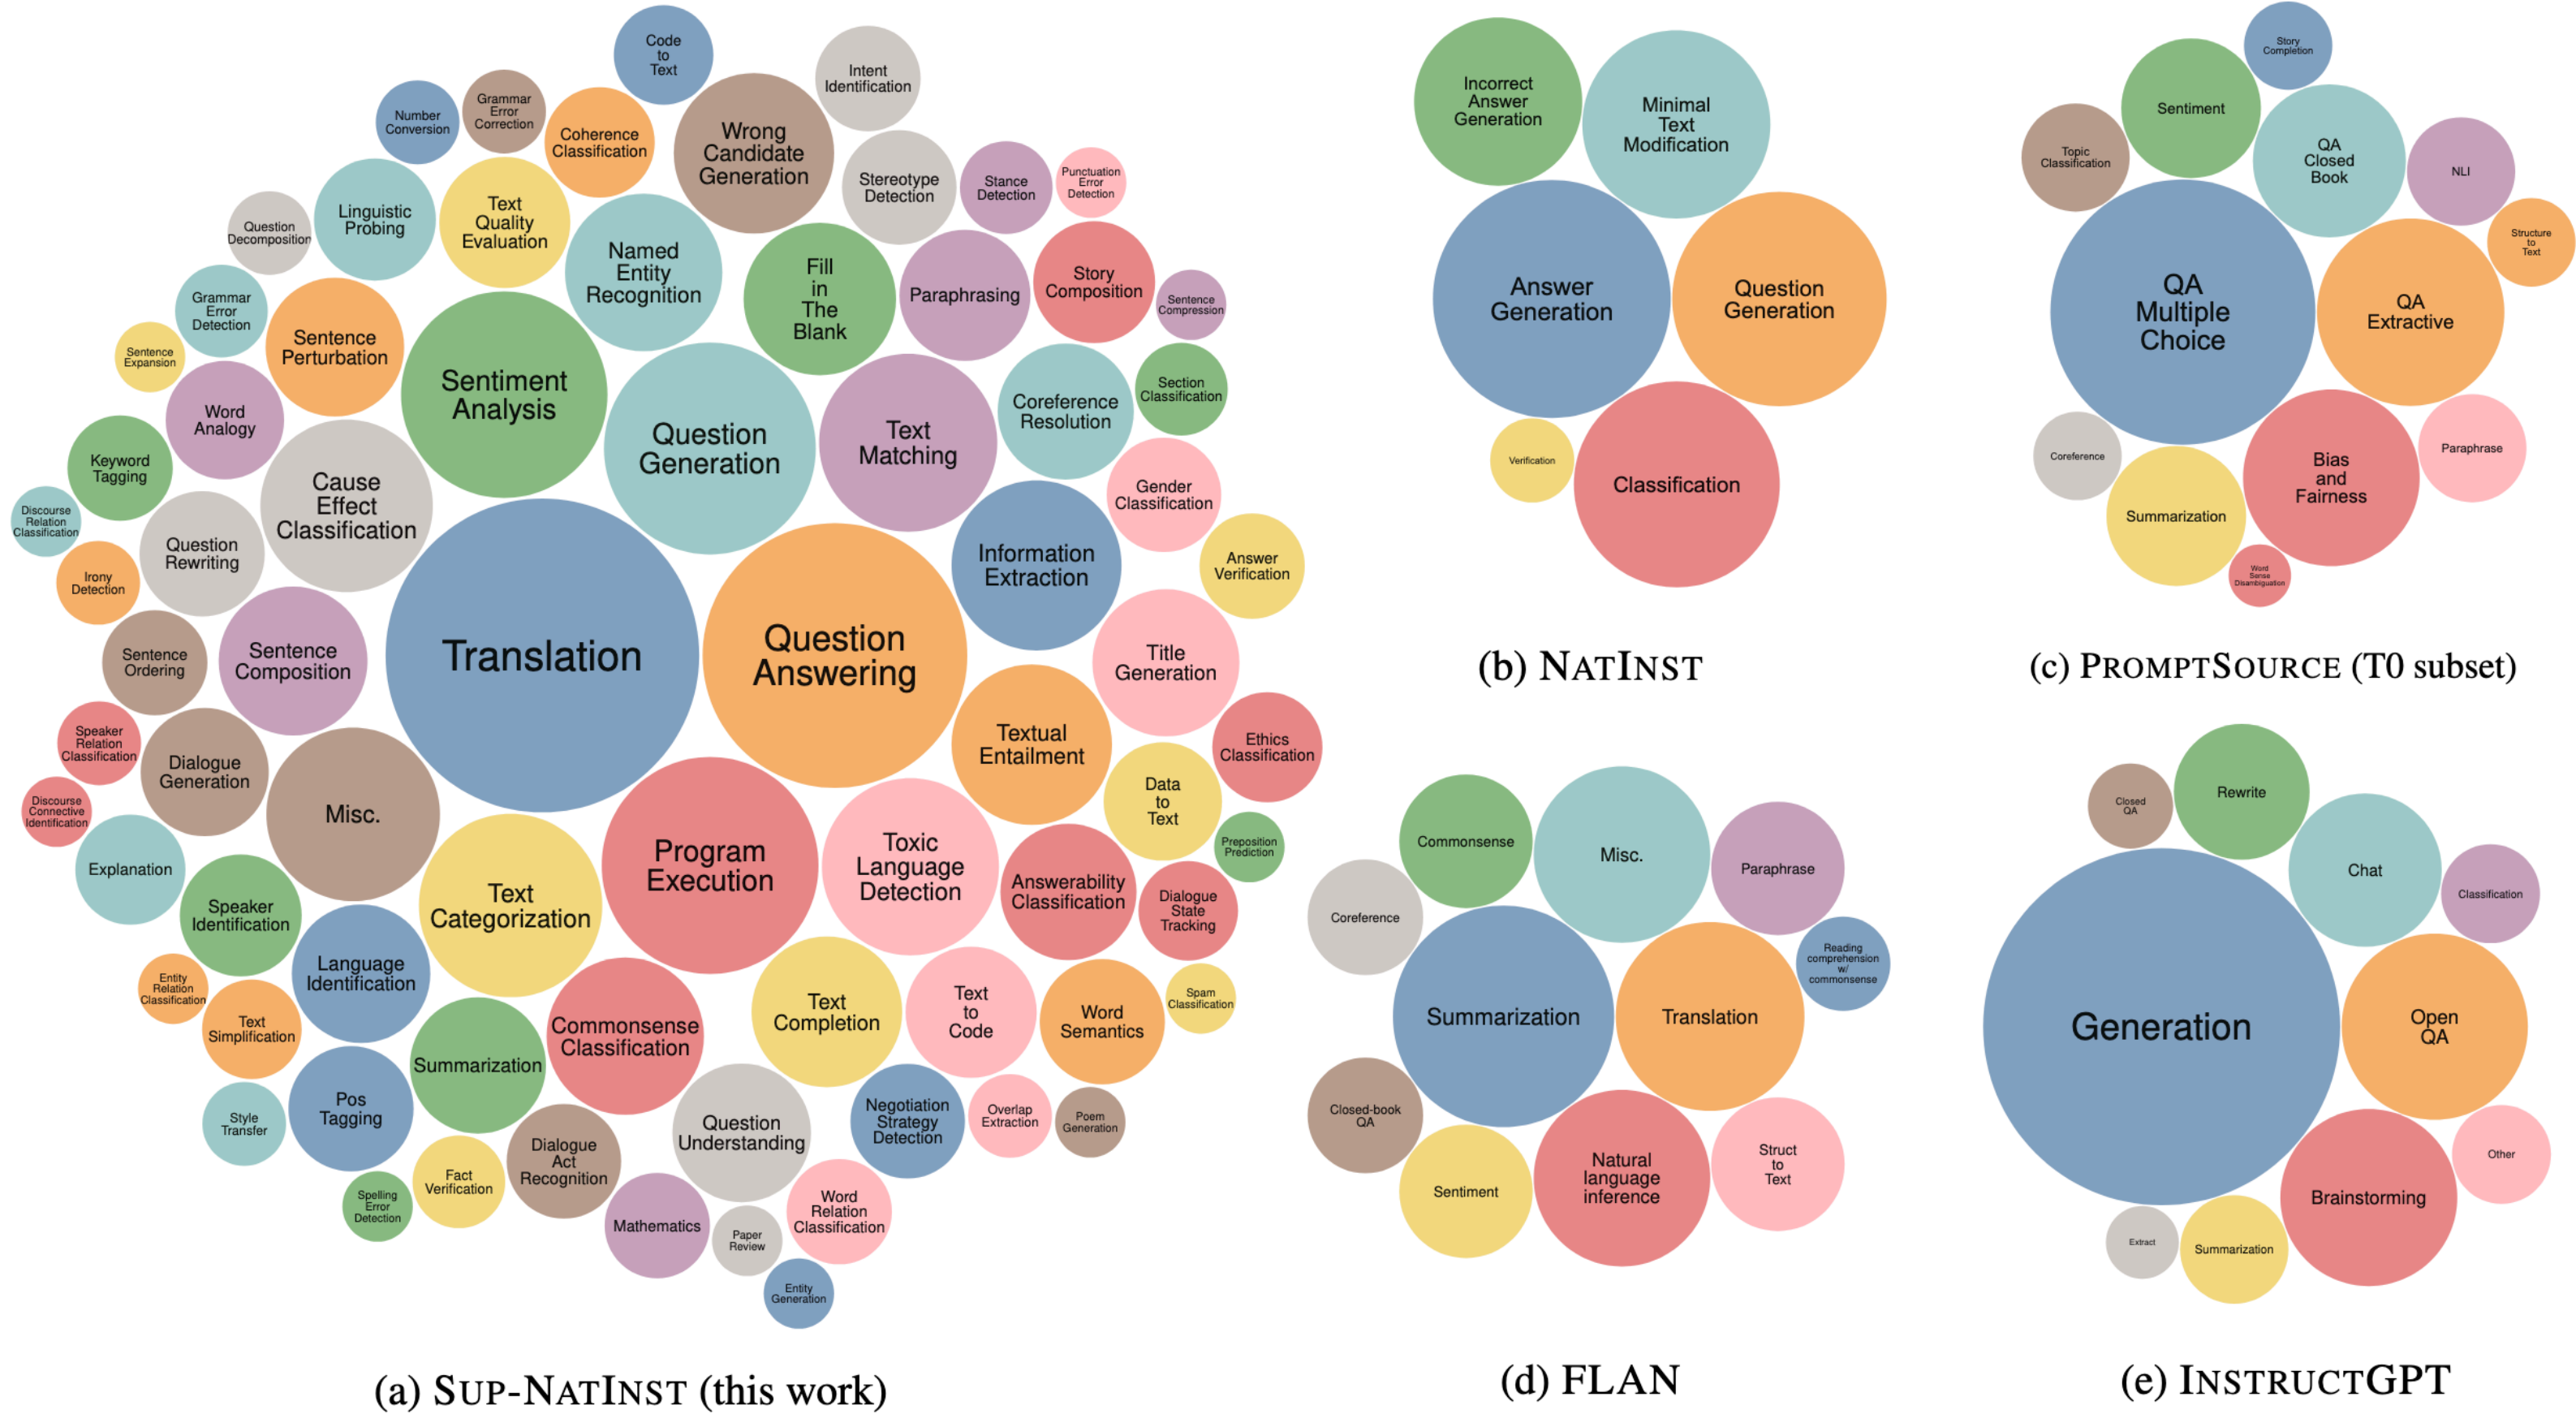 Code
to
Text
Intent
Identification
Number
Conversion
Grammar
Error
Correction
Coherence
Classification
Wrong
Candidate
Generation
Stereotype
Detection
Stance
Detection
Punctuation
Error
Detection
Question
Decomposition
Linguistic
Probing
Text
Quality
Evaluation
Named
Entity
Recognition
Fill
in
The
Blank
Paraphrasing
Story
Composition
Sentence
Compression
Grammar
Error
Detection
Sentence
Expansion
Sentence
Perturbation
Sentiment
Analysis
Question
Generation
Text
Matching
Coreference
Resolution
Section
Classification
Word
Analogy
Keyword
Tagging
Cause
Effect
Classification
Gender
Classification
Discourse
Relation
Classification
Question
Rewriting
Information
Extraction
Answer
Verification
Irony
Detection
Sentence
Ordering
Sentence
Composition
Translation
Question
Answering
Title
Generation
Speaker
Relation
Classification
Dialogue
Generation
Textual
Entailment
Ethics
Classification
Discourse
Connective
Identification
Misc.
Data
to
Text
Explanation
Program
Execution
Toxic
Language
Detection
Preposition
Prediction
Speaker
Identification
Text
Categorization
Answerability
Classification
Dialogue
State
Tracking
Entity
Relation
Classification
Language
Identification
Text
Simplification
Commonsense
Classification
Text
Completion
Text
to
Code
Word
Semantics
Spam
Classification
Summarization
Style
Transfer
Pos
Tagging
Question
Understanding
Negotiation
Strategy
Detection
Overlap
Extraction
Poem
Generation
Spelling
Error
Detection
Fact
Verification
Dialogue
Act
Recognition
Mathematics
Paper
Review
Word
Relation
Classification
Entity
Generation
(a) SUP-NATINST (this work)
Incorrect
Answer
Generation
Minimal
Text
Modification
Answer
Generation
Question
Generation
Verification
Classification
(b) NATINST
Story
Completion
Sentiment
Topic
Classification
QA
Closed
Book
NLI
Structure
to
Text
QA
Multiple
Choice
QA
Extractive
Coreference
Summarization
Bias
and
Fairness
Paraphrase
Word
Sense
Disambiguation
(c) PROMPTSOURCE (T0 subset)
Commonsense
Misc.
Paraphrase
Coreference
Reading
comprehension
w/
commonsense
Summarization
Translation
Closed-book
QA
Sentiment
Natural
language
inference
Struct
to
Text
(d) FLAN
Closed
QA
Rewrite
Chat
Classification
Generation
Open
QA
Brainstorming
Other
Extract
Summarization
(e) INSTRUCTGPT